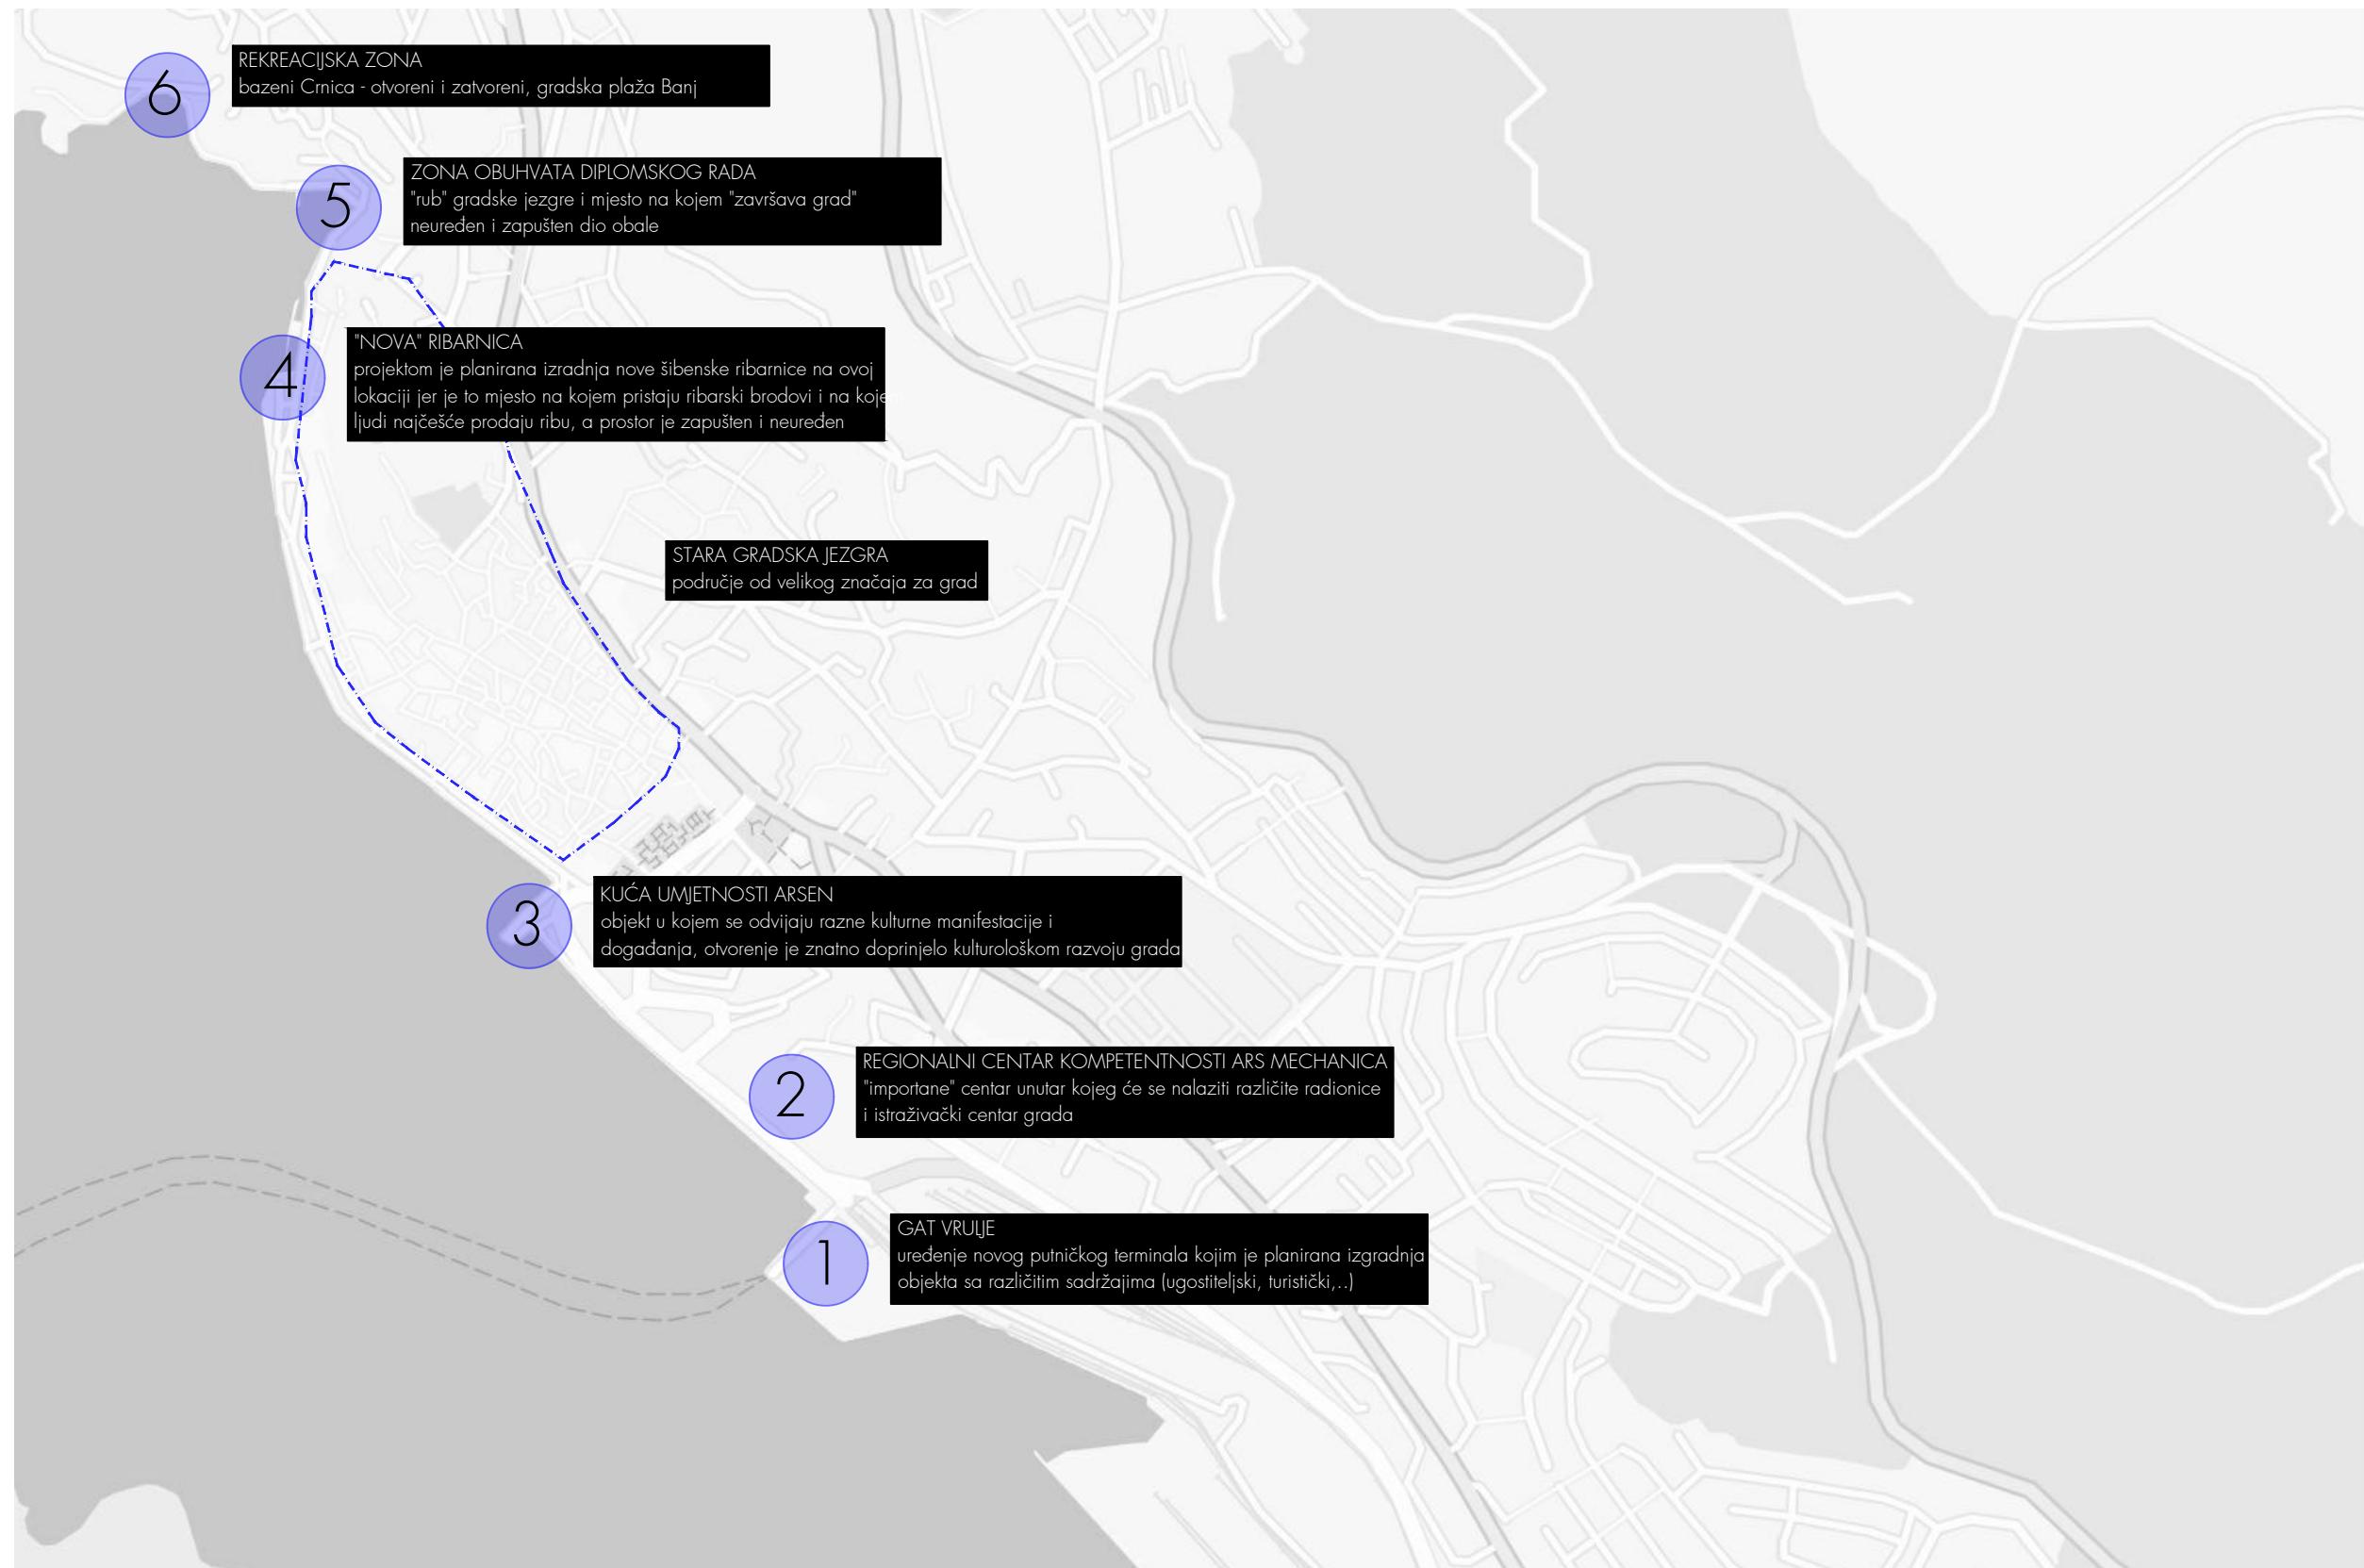 6
REKREACIJSKA ZONA
bazeni Crnica - otvoreni i zatvoreni, gradska plaža Banj
5
ZONA OBUHVATA DIPLOMSKOG RADA
"rub" gradske jezgre i mjesto na kojem "završava grad"
neuređen i zapušten dio obale
4
"NOVA" RIBARNICA
projektom je planirana izradnja nove šibenske ribarnice na ovoj
lokaciji jer je to mjesto na kojem pristaju ribarski brodovi i na kojem
ljudi najčešće prodaju ribu, a prostor je zapušten i neuređen
STARA GRADSKA JEZGRA
područje od velikog značaja za grad
3
KUĆA UMJETNOSTI ARSEN
objekt u kojem se odvijaju razne kulturne manifestacije i
događanja, otvorenje je znatno doprinjelo kulturološkom razvoju grada
2
REGIONALNI CENTAR KOMPETENTNOSTI ARS MECHANICA
"importane" centar unutar kojeg će se nalaziti različite radionice
i istraživački centar grada
1
GAT VRULJE
uređenje novog putničkog terminala kojim je planirana izgradnja
objekta sa različitim sadržajima (ugostiteljski, turistički,..)